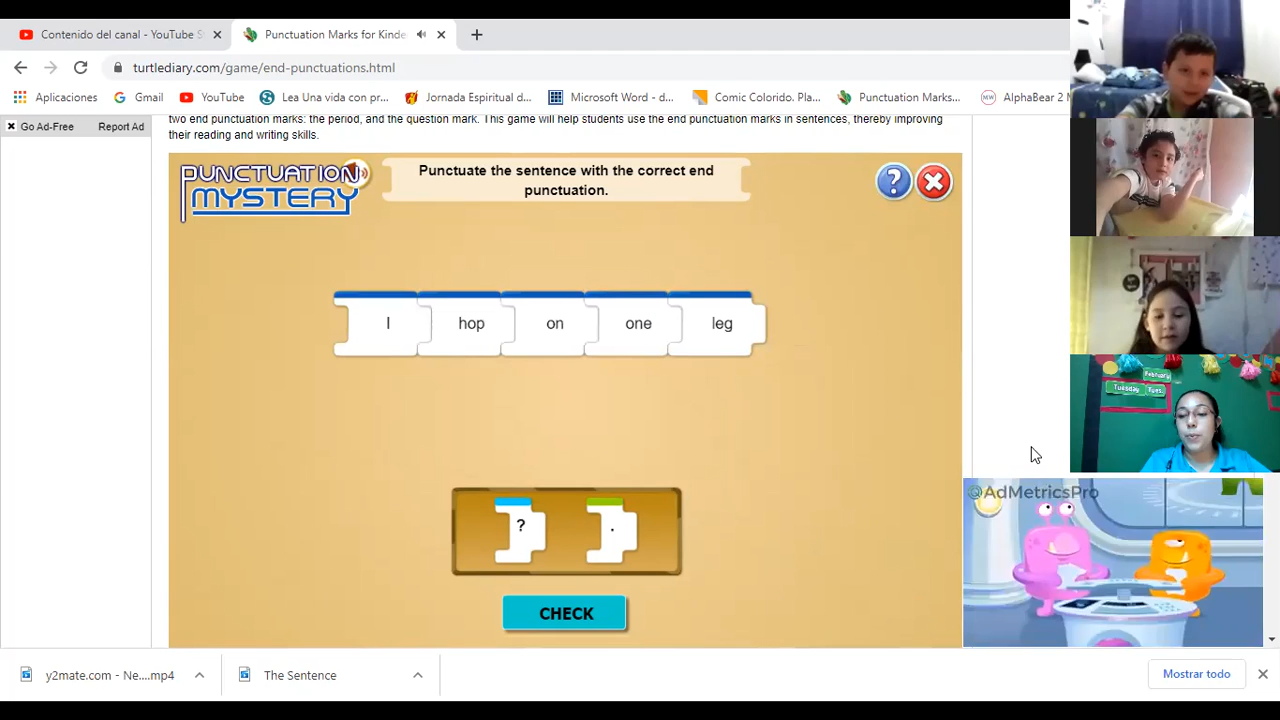 Contenido del canal - YouTube S
Punctuation Marks for Kinde
turtlediary.com/game/end-punctuations.html
Aplicaciones
Gmail
YouTube
Lea Una vida con pr...
Jornada Espiritual d...
Microsoft Word - d...
Comic Colorido. Pla...
Punctuation Marks...
AlphaBear 2 M
Go Ad-Free
Report Ad
two end punctuation marks: the period, and the question mark. This game will help students use the end punctuation marks in sentences, thereby improving
their reading and writing skills.
PUNCTUATION
MYSTERY
Punctuate the sentence with the correct end
punctuation.
?
I hop on one leg
? .
CHECK
February
Tuesday Tues.
@AdMetricsPro
y2mate.com - Ne....mp4
The Sentence
Mostrar todo